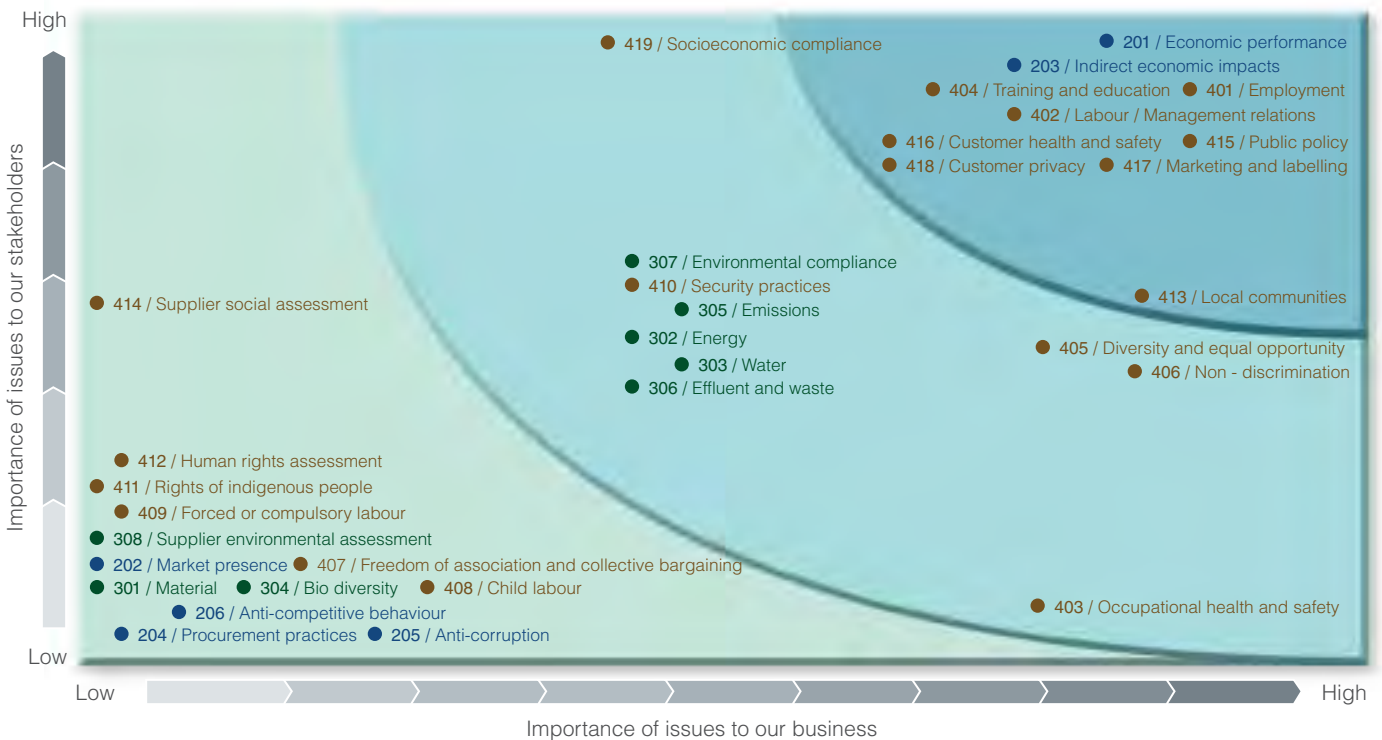 High
419 / Socioeconomic compliance
201 / Economic performance
203 / Indirect economic impacts
404 / Training and education
401 / Employment
402 / Labour / Management relations
416 / Customer health and safety
415 / Public policy
418 / Customer privacy
417 / Marketing and labelling
307 / Environmental compliance
410 / Security practices
413 / Local communities
414 / Supplier social assessment
305 / Emissions
302 / Energy
405 / Diversity and equal opportunity
303 / Water
406 / Non - discrimination
306 / Effluent and waste
412 / Human rights assessment
411 / Rights of indigenous people
409 / Forced or compulsory labour
308 / Supplier environmental assessment
202 / Market presence
407 / Freedom of association and collective bargaining
301 / Material
304 / Bio diversity
408 / Child labour
403 / Occupational health and safety
206 / Anti-competitive behaviour
204 / Procurement practices
205 / Anti-corruption
Low
Importance of issues to our stakeholders
Low
High
Importance of issues to our business